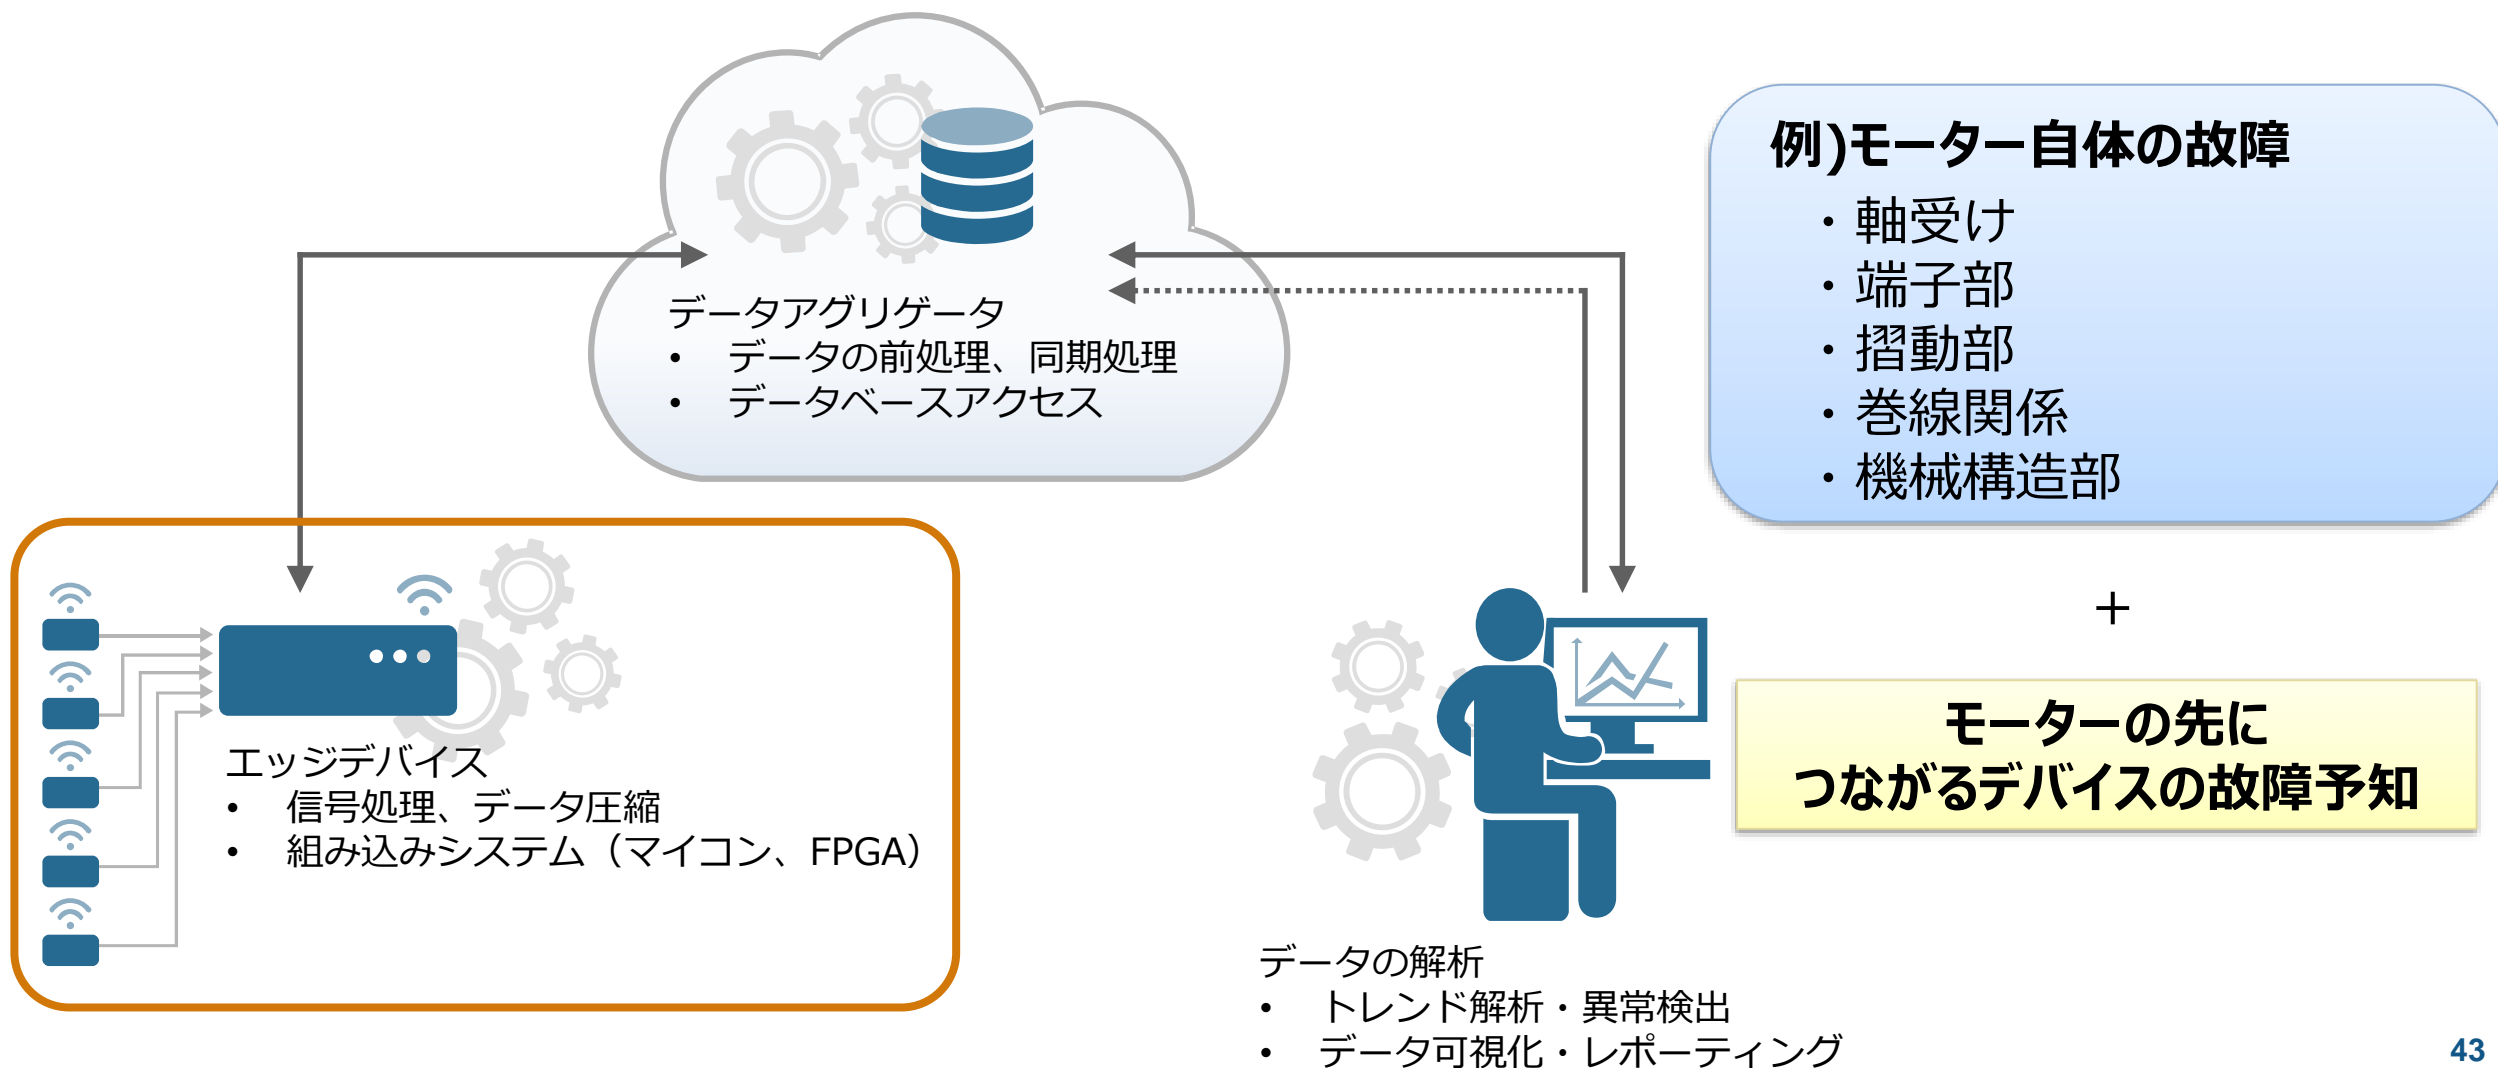 データアグリゲータ
• データの前処理、同期処理
• データベースアクセス
例)モーター自体の故障
• 軸受け
• 端子部
• 摺動部
• 巻線関係
• 機械構造部
+
モーターの先に
つながるデバイスの故障予知
エッジデバイス
• 信号処理、データ圧縮
• 組み込みシステム(マイコン、FPGA)
データの解析
• トレンド解析・異常検出
• データ可視化・レポーティング
43